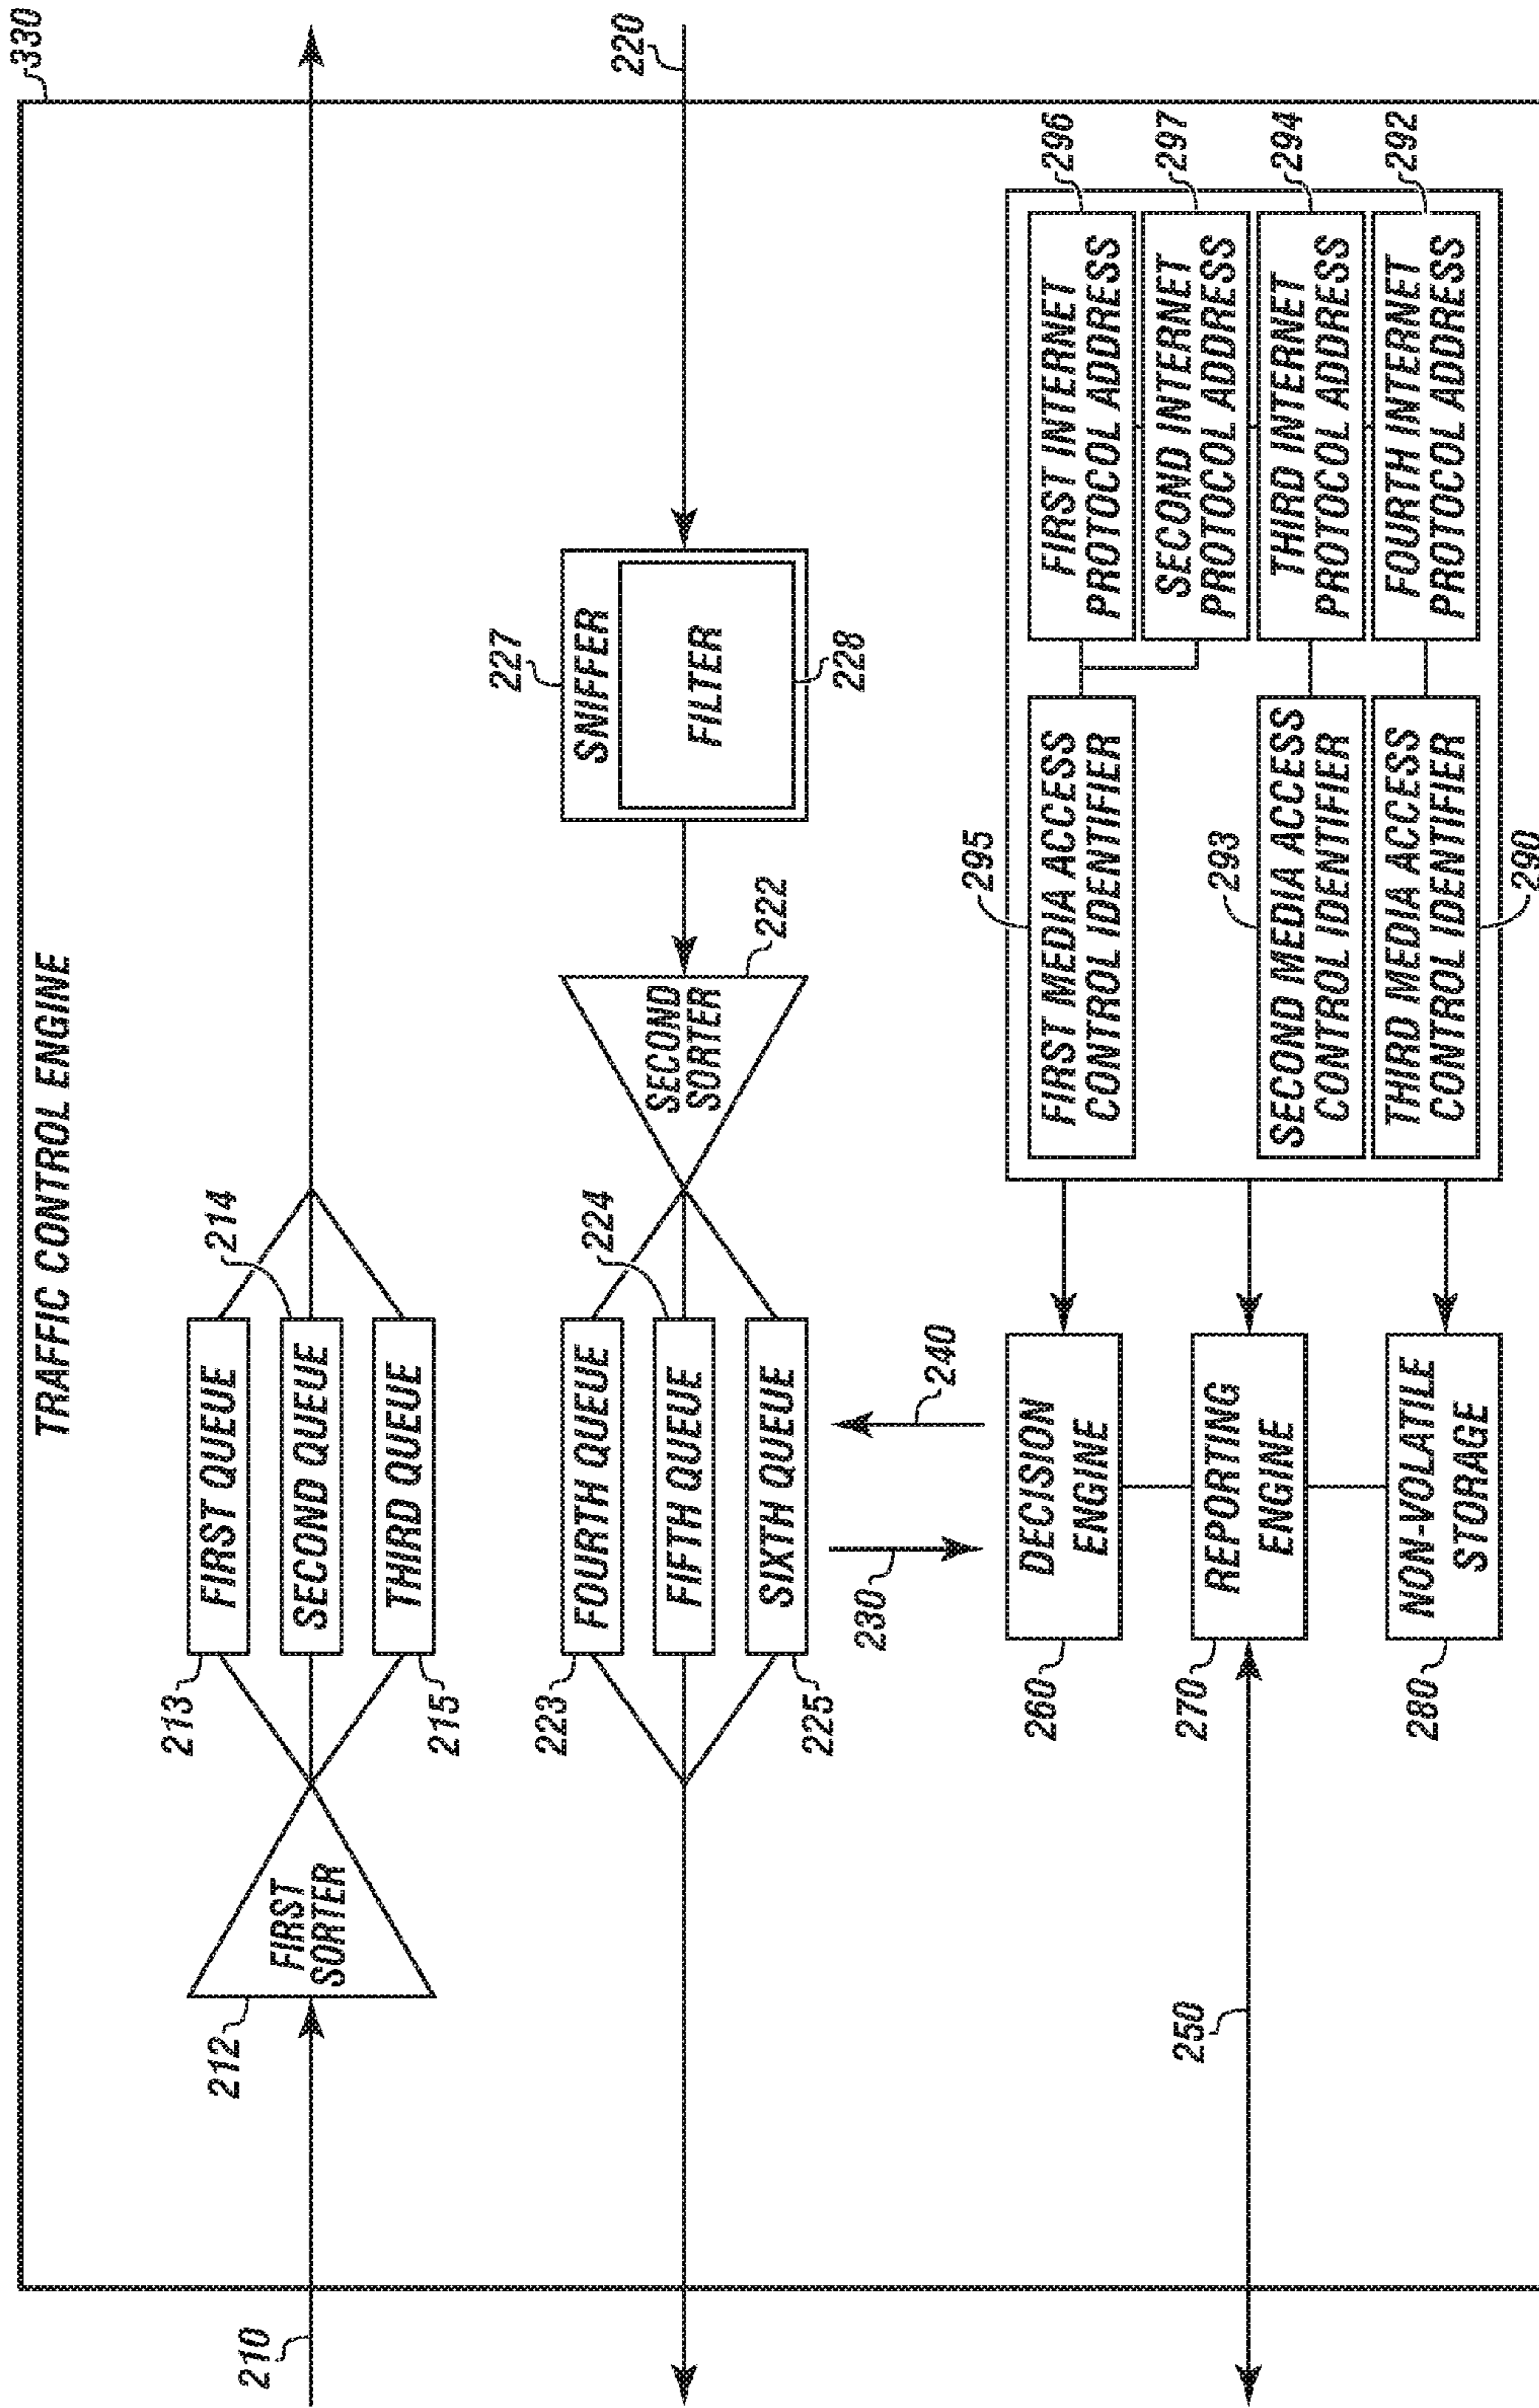 TRAFFIC CONTROL ENGINE
330
210
212
FIRST
SORTER
213
FIRST QUEUE
214
SECOND QUEUE
215
THIRD QUEUE
220
227
SNIFFER
FILTER
228
222
SECOND
SORTER
223
FOURTH QUEUE
224
FIFTH QUEUE
225
SIXTH QUEUE
230
240
250
260
DECISION
ENGINE
270
REPORTING
ENGINE
280
NON-VOLATILE
STORAGE
295
FIRST MEDIA ACCESS
CONTROL IDENTIFIER
293
SECOND MEDIA ACCESS
CONTROL IDENTIFIER
THIRD MEDIA ACCESS
CONTROL IDENTIFIER
290
FIRST INTERNET
PROTOCOL ADDRESS
296
SECOND INTERNET
PROTOCOL ADDRESS
297
THIRD INTERNET
PROTOCOL ADDRESS
294
FOURTH INTERNET
PROTOCOL ADDRESS
292